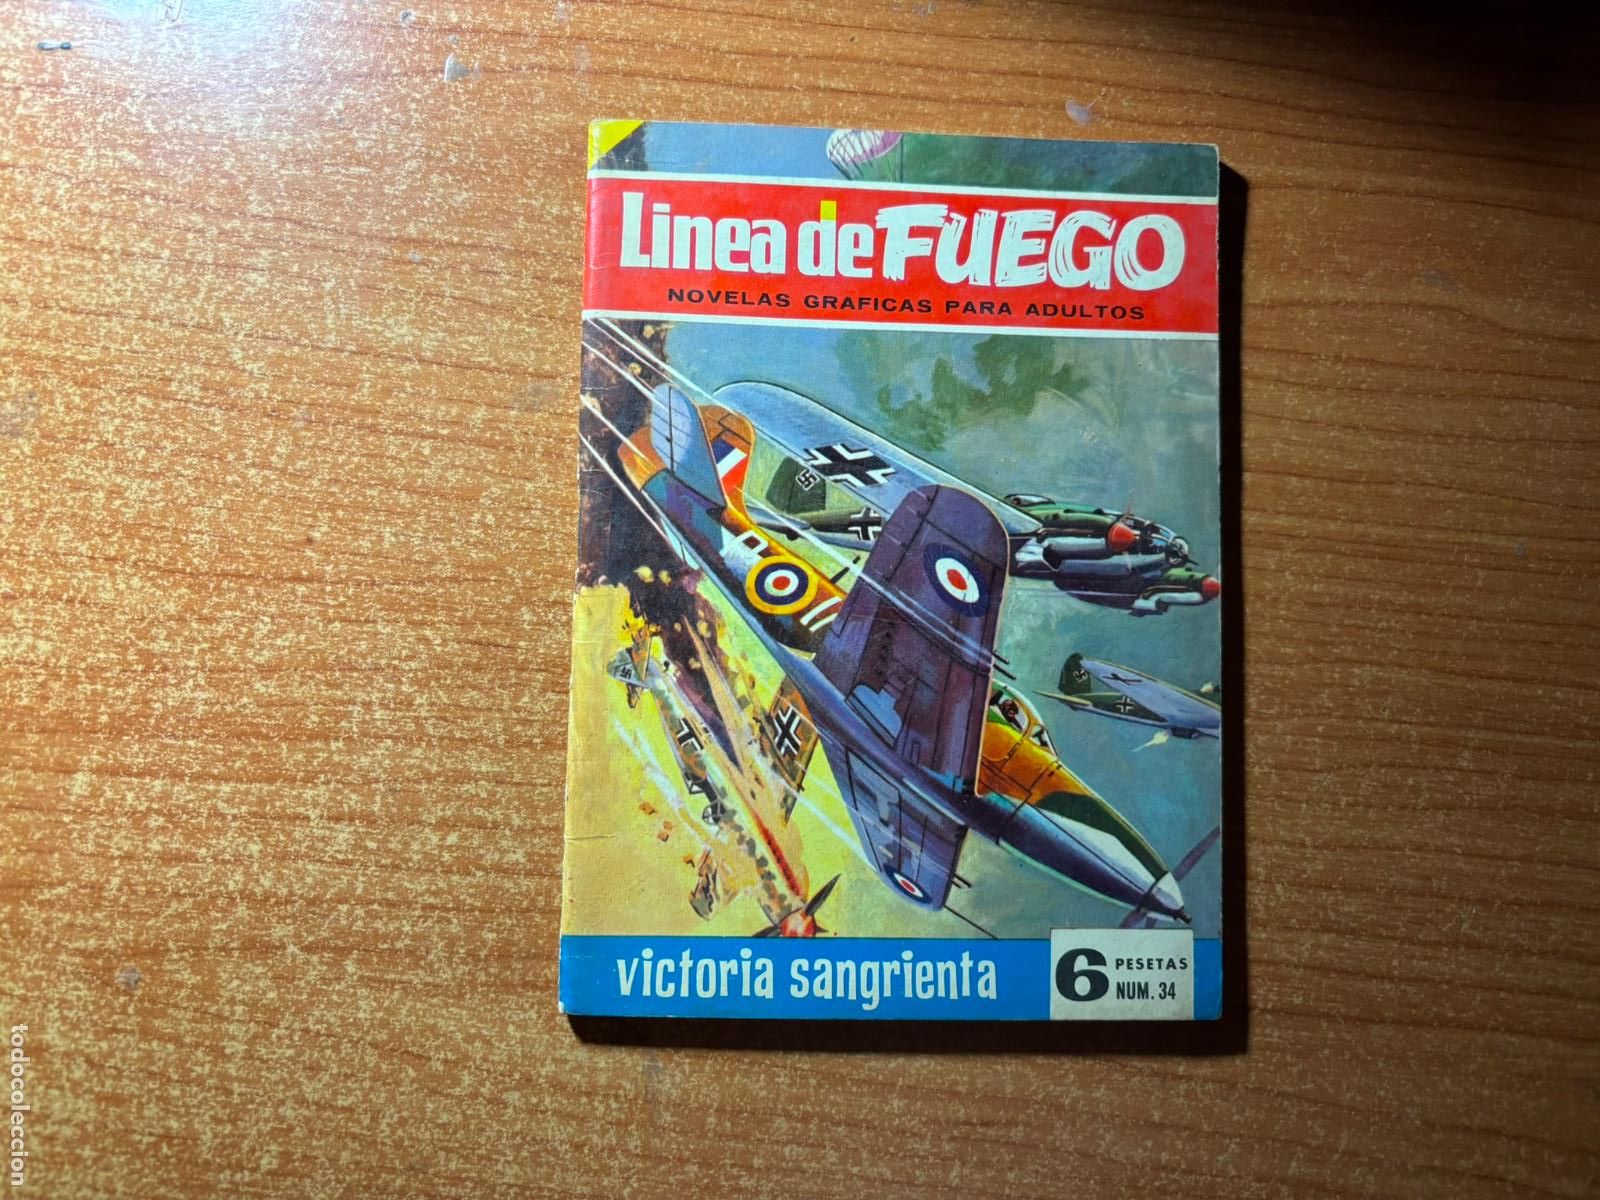 Linea de FUEGO
NOVELAS GRAFICAS PARA ADULTOS
victoria sangrienta
6 PESETAS
NUM. 34
todocoleccion